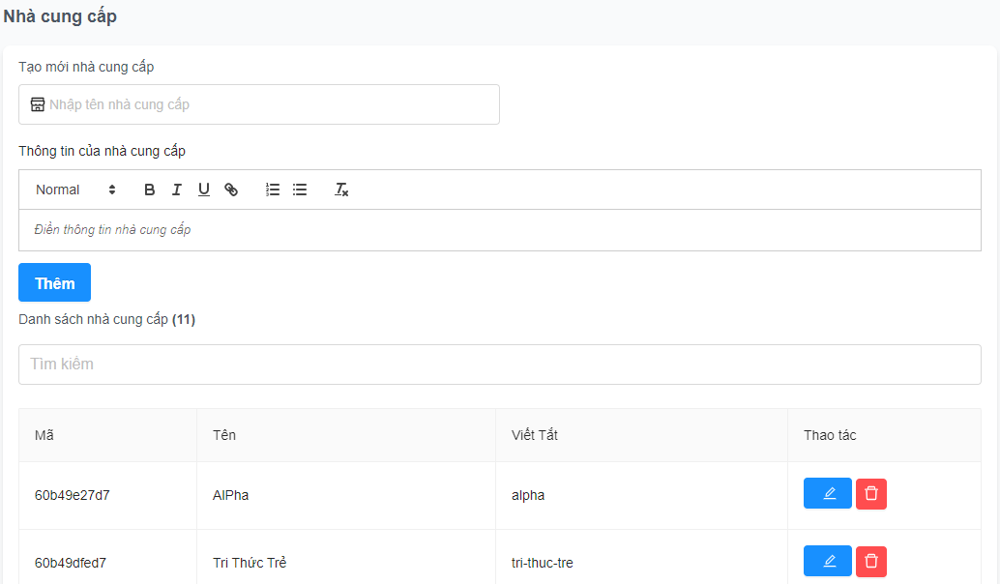 Nhà cung cấp
Tạo mới nhà cung cấp
Nhập tên nhà cung cấp
Thông tin của nhà cung cấp
Normal B I U Tx
Điền thông tin nhà cung cấp
Thêm
Danh sách nhà cung cấp (11)
Tìm kiếm
Mã Tên Viết Tắt Thao tác
60b49e27d7 AlPha alpha
60b49dfed7 Tri Thức Trẻ tri-thuc-tre